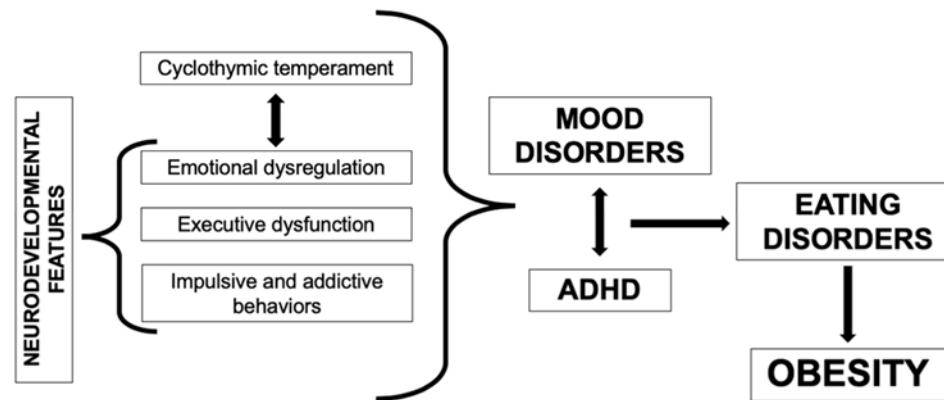 NEURODEVELOPMENTAL
FEATURES
Cyclothymic temperament
Emotional dysregulation
Executive dysfunction
Impulsive and addictive
behaviors
MOOD
DISORDERS
ADHD
EATING
DISORDERS
OBESITY